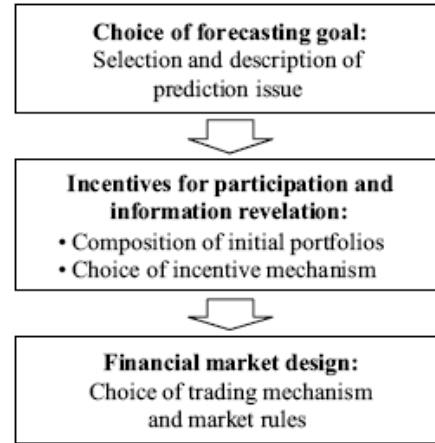 Choice of forecasting goal:
Selection and description of
prediction issue
Incentives for participation and
information revelation:
• Composition of initial portfolios
• Choice of incentive mechanism
Financial market design:
Choice of trading mechanism
and market rules